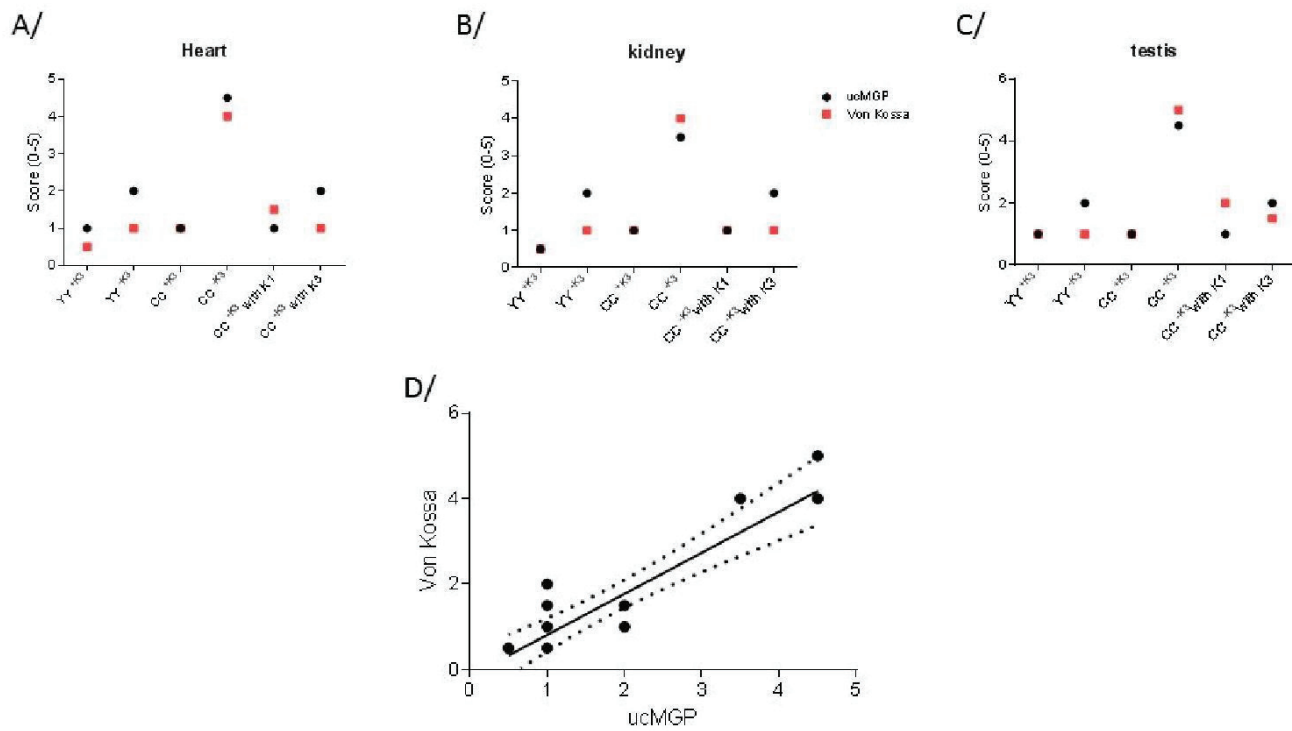 A/
Heart
Score (0-5)
5
4
3
2
1
0
YY+K3
YY-K3
CC+K3
CC-K3
CC-K3 with K1
CC-K3 with K3
B/
kidney
Score (0-5)
5
4
3
2
1
0
YY+K3
YY-K3
CC+K3
CC-K3
CC-K3 with K1
CC-K3 with K3
ucMGP
Von Kossa
C/
testis
Score (0-5)
6
4
2
0
YY+K3
YY-K3
CC+K3
CC-K3
CC-K3 with K1
CC-K3 with K3
D/
Von Kossa
6
4
2
0
0
1
2
3
4
5
ucMGP